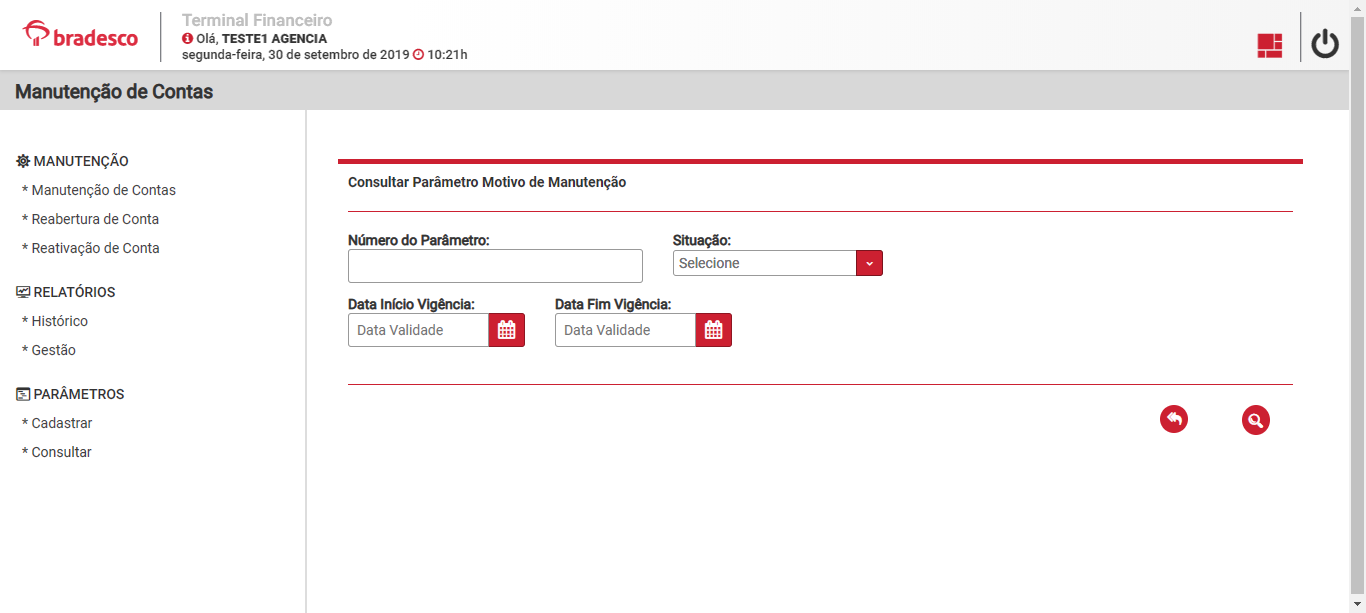 bradesco
Terminal Financeiro
Olá, TESTE1 AGENCIA
segunda-feira, 30 de setembro de 2019 10:21h
Manutenção de Contas
MANUTENÇÃO
* Manutenção de Contas
* Reabertura de Conta
* Reativação de Conta
RELATÓRIOS
* Histórico
* Gestão
PARÂMETROS
* Cadastrar
* Consultar
Consultar Parâmetro Motivo de Manutenção
Número do Parâmetro:
Situação:
Selecione
Data Início Vigência:
Data Fim Vigência:
Data Validade
Data Validade